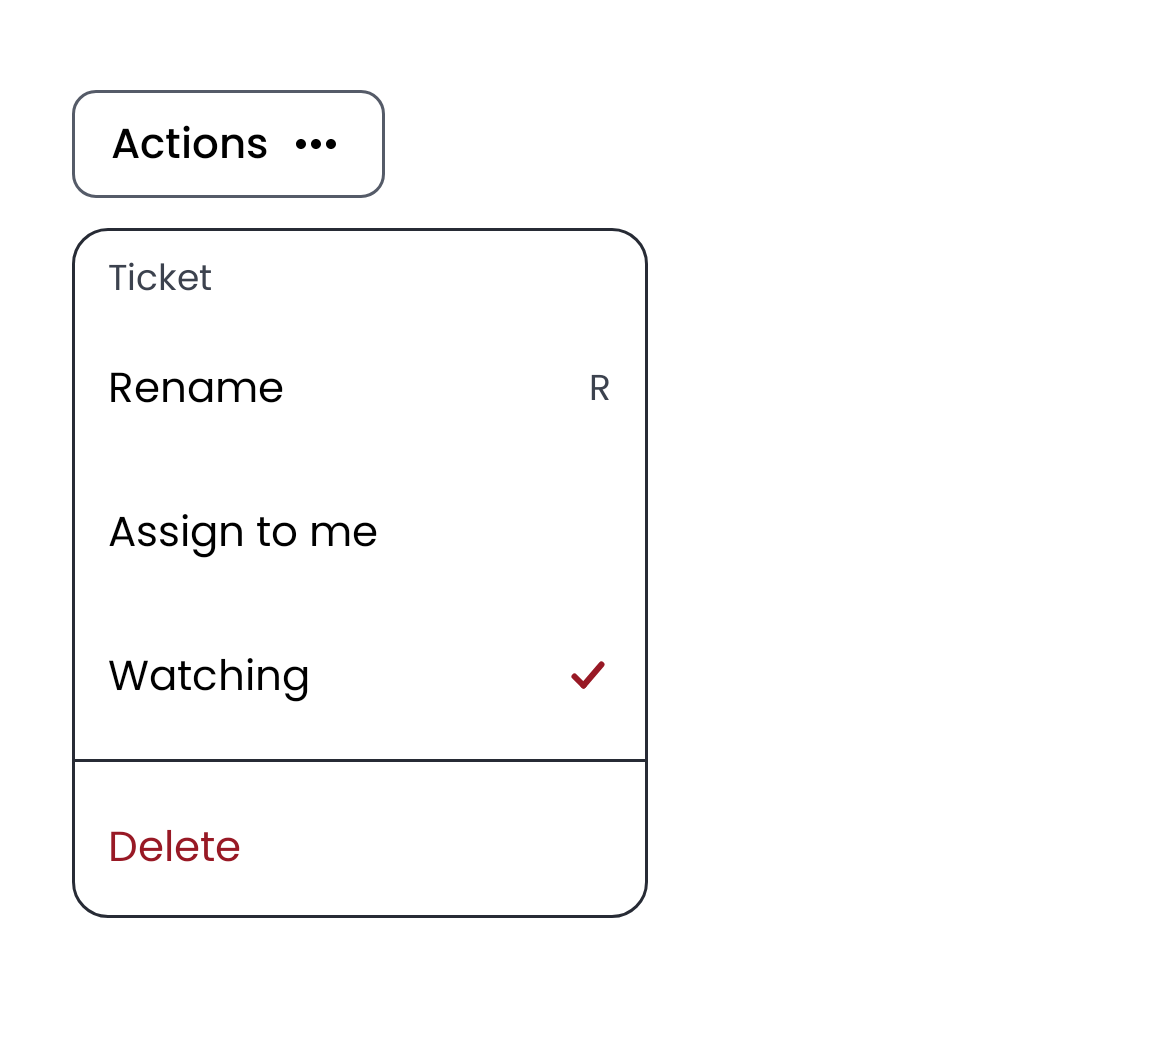 Actions
Ticket
Rename R
Assign to me
Watching
Delete